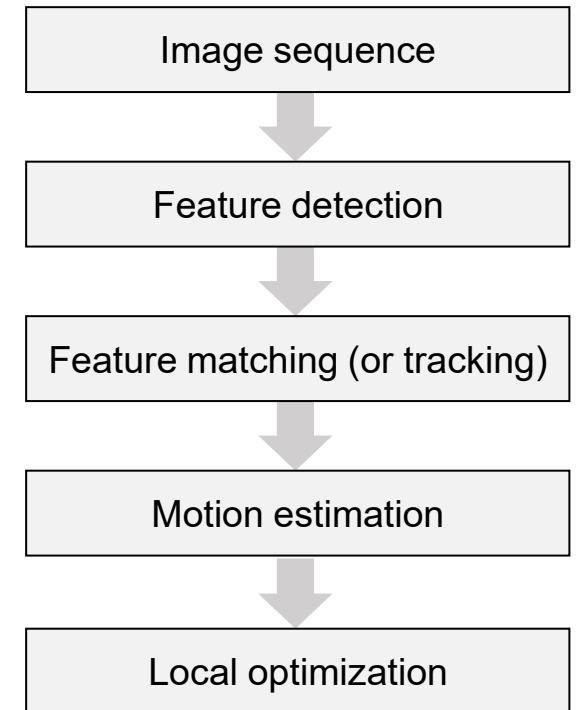 Image sequence
Feature detection
Feature matching (or tracking)
Motion estimation
Local optimization